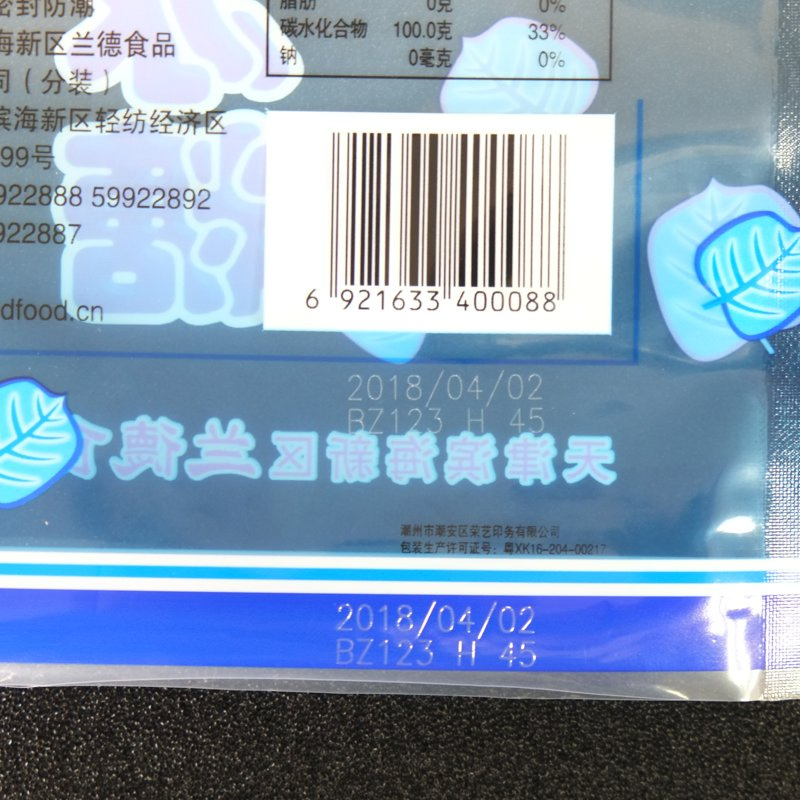 密封防潮
海新区兰德食品
司（分装）
滨海新区轻纺经济区
99号
922888 59922892
922887
dfood.cn
脂肪 0克 0%
碳水化合物 100.0克 33%
钠 0毫克 0%
6 921633 400088
2018/04/02
BZ123 H 45
天津滨海新区兰德
潮州市潮安区荣艺印务有限公司
包装生产许可证号：粤XK16-204-00217
2018/04/02
BZ123 H 45